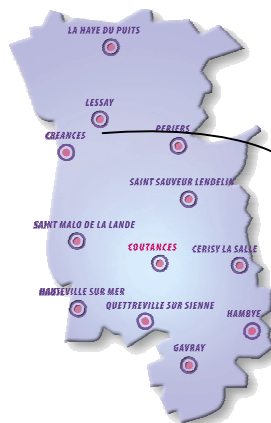 LA HAYE DU PUITS
LESSAY
CREANCES
PERIERS
SAINT SAUVEUR LENDELIN
SAINT MALO DE LA LANDE
COUTANCES
CERISY LA SALLE
HAUTEVILLE SUR MER
QUETTREVILLE SUR SIENNE
HAMBYE
GAVRAY